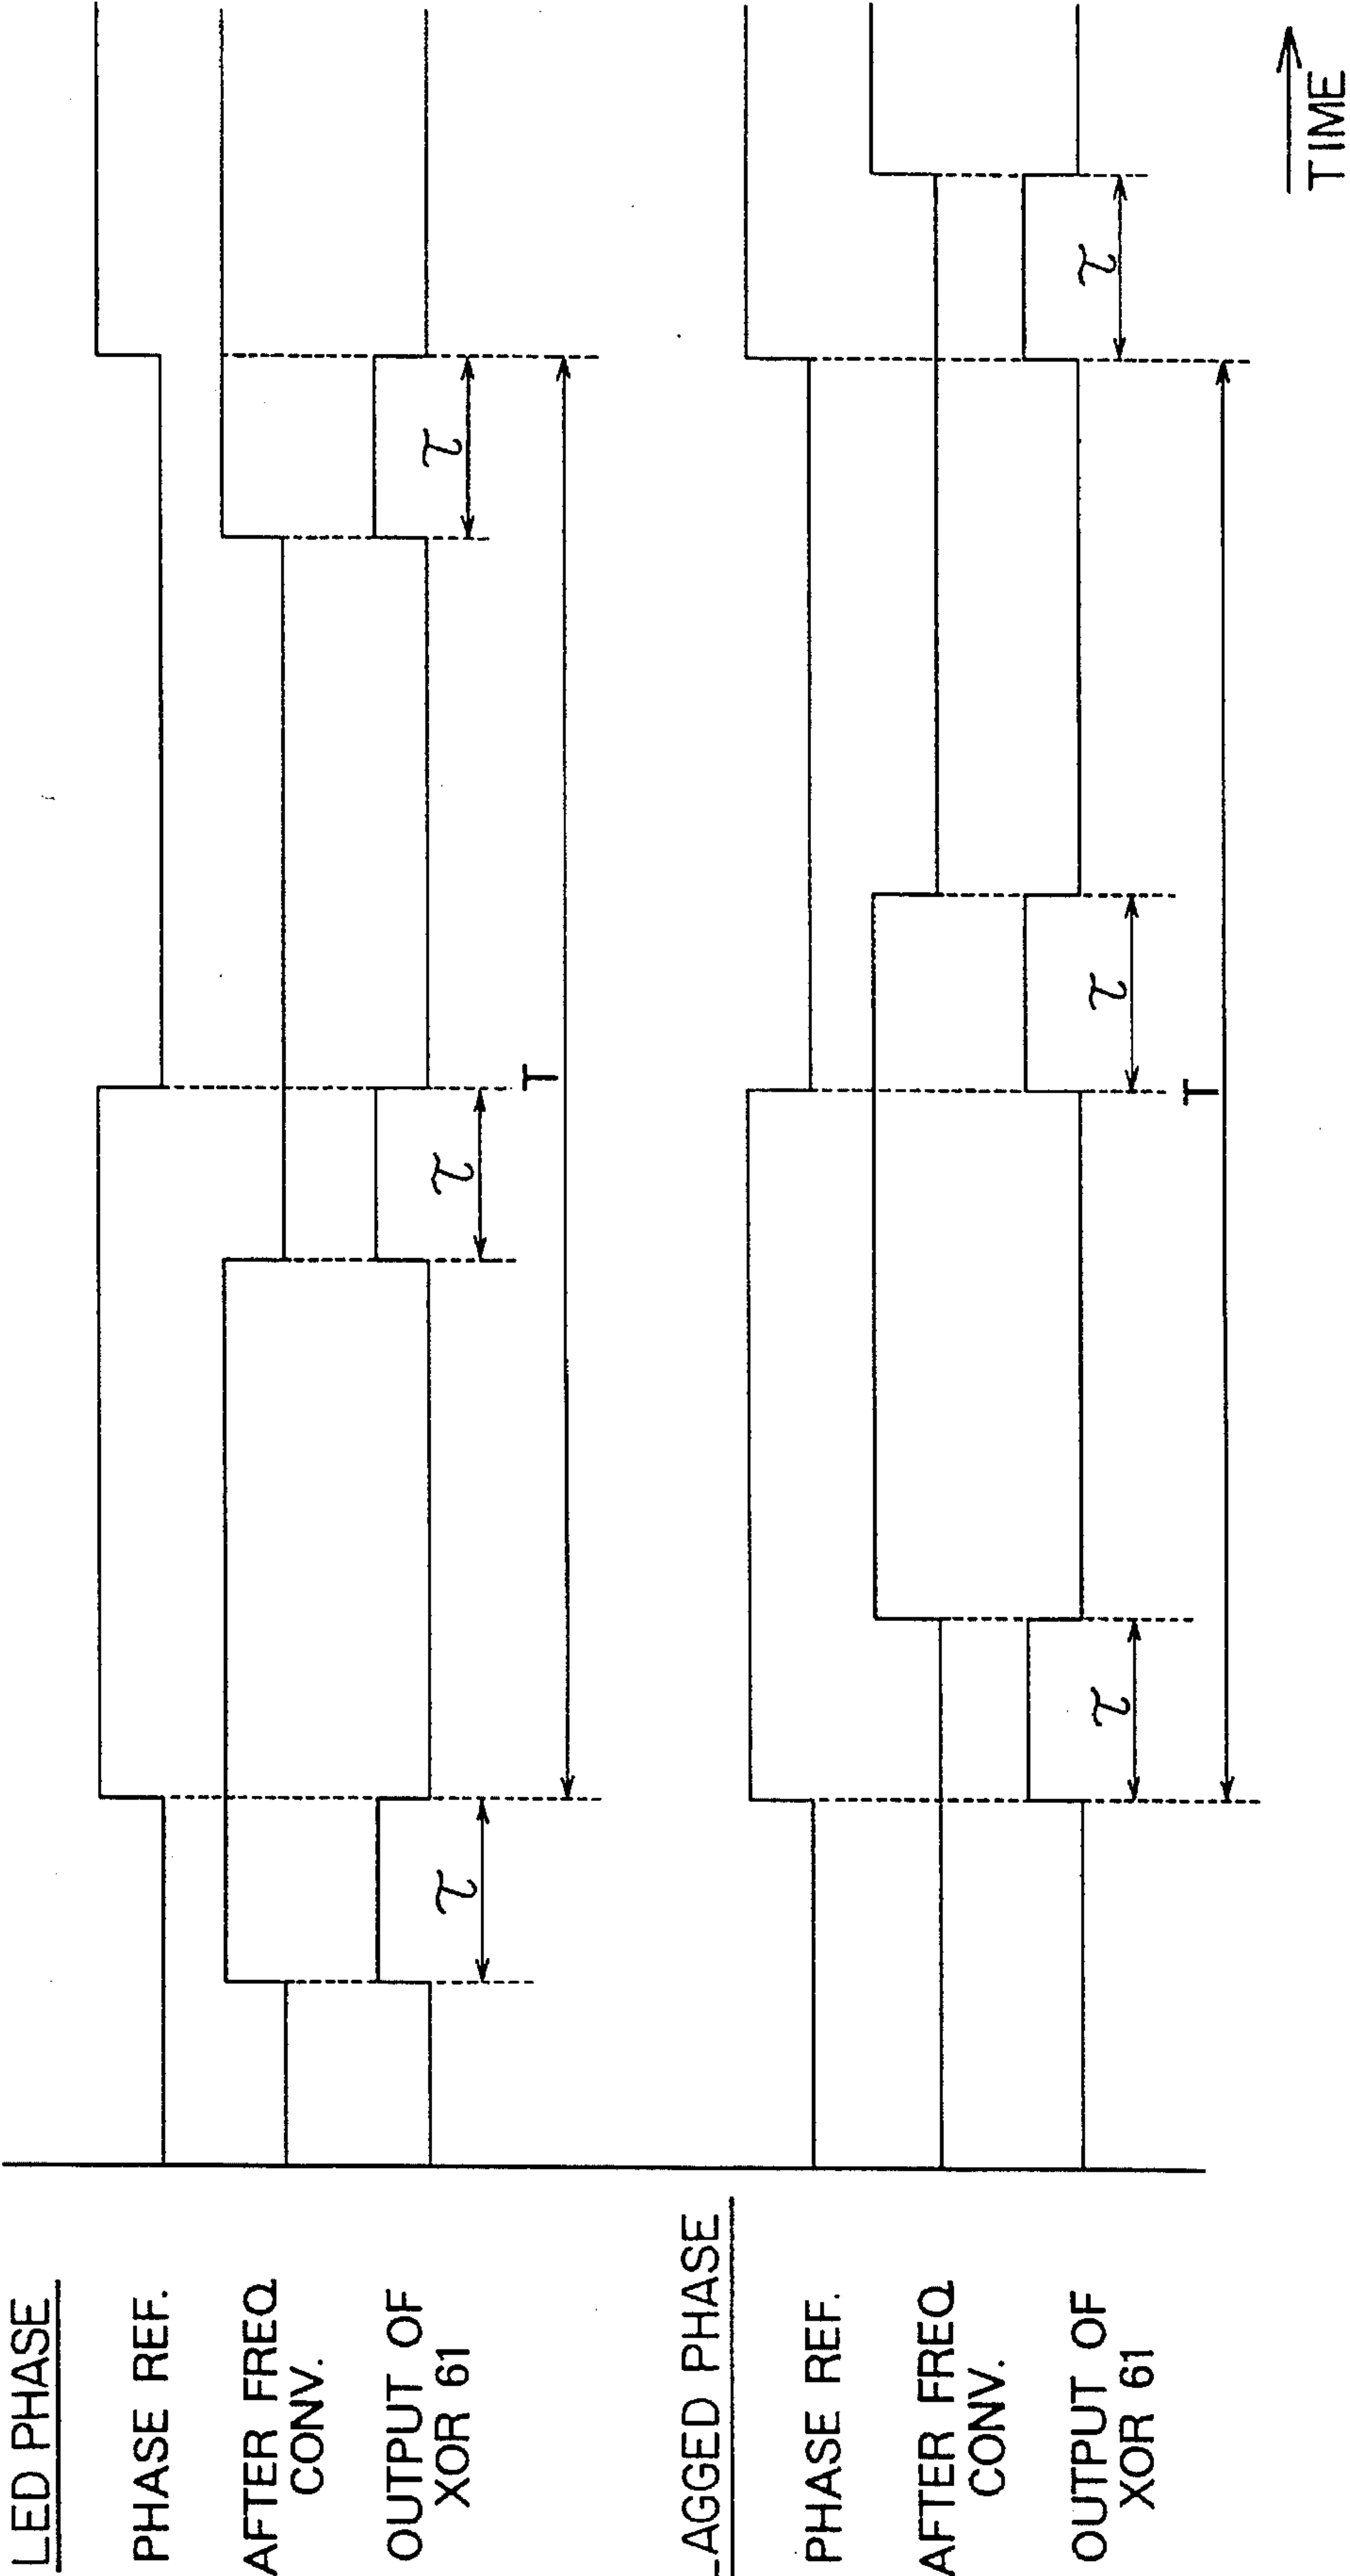 LED PHASE
PHASE REF.
AFTER FREQ
CONV.
OUTPUT OF
XOR 61
τ
τ
τ
T
LAGGED PHASE
PHASE REF.
AFTER FREQ
CONV.
OUTPUT OF
XOR 61
τ
τ
τ
T
TIME